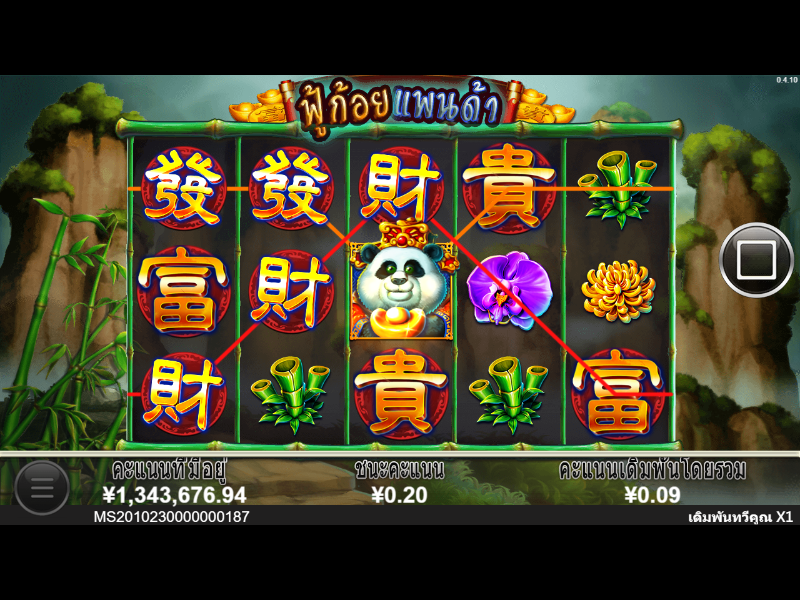 0.4.10
ฟู้ก้อยแพนด้า
發 發 財 貴
富 財
財 貴 富
คะแนนที่มีอยู่ ชนะคะแนน คะแนนเดิมพันโดยรวม
¥1,343,676.94 ¥0.20 ¥0.09
MS2010230000000187 เดิมพันทวีคูณ X1